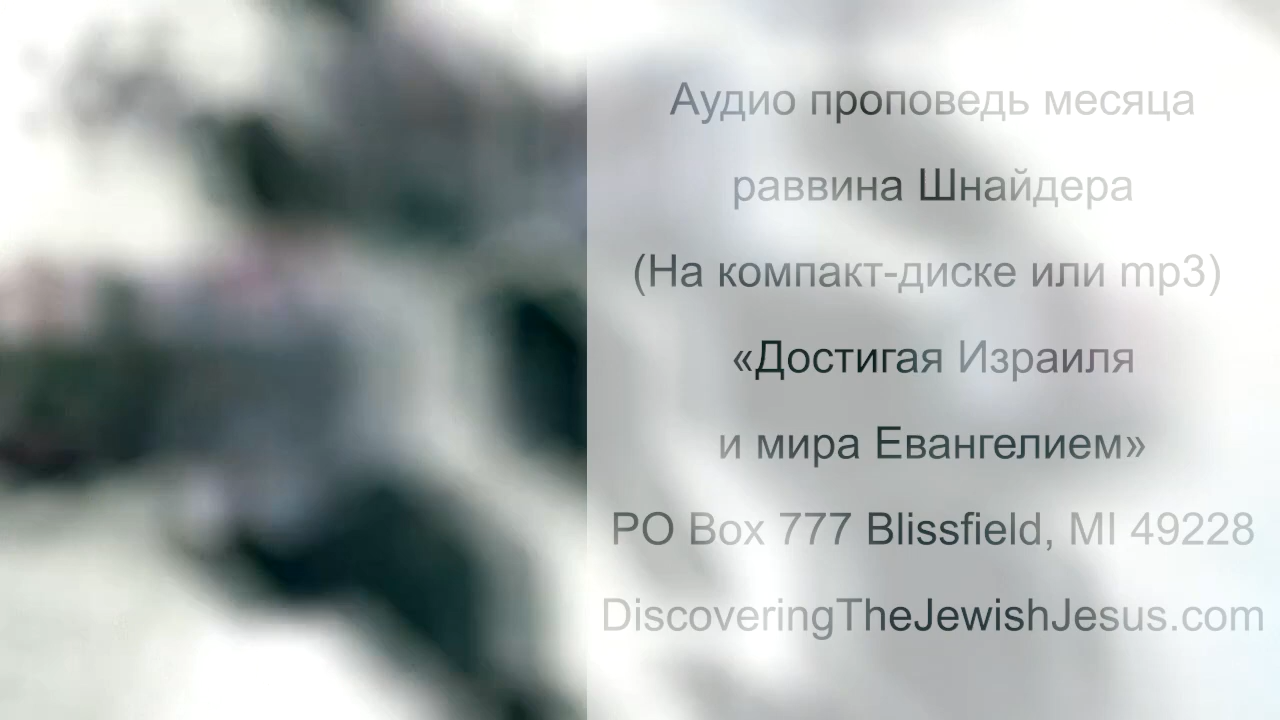 Аудио проповедь месяца
раввина Шнайдера
(На компакт-диске или mp3)
«Достигая Израиля
и мира Евангелием»
PO Box 777 Blissfield, MI 49228
DiscoveringTheJewishJesus.com